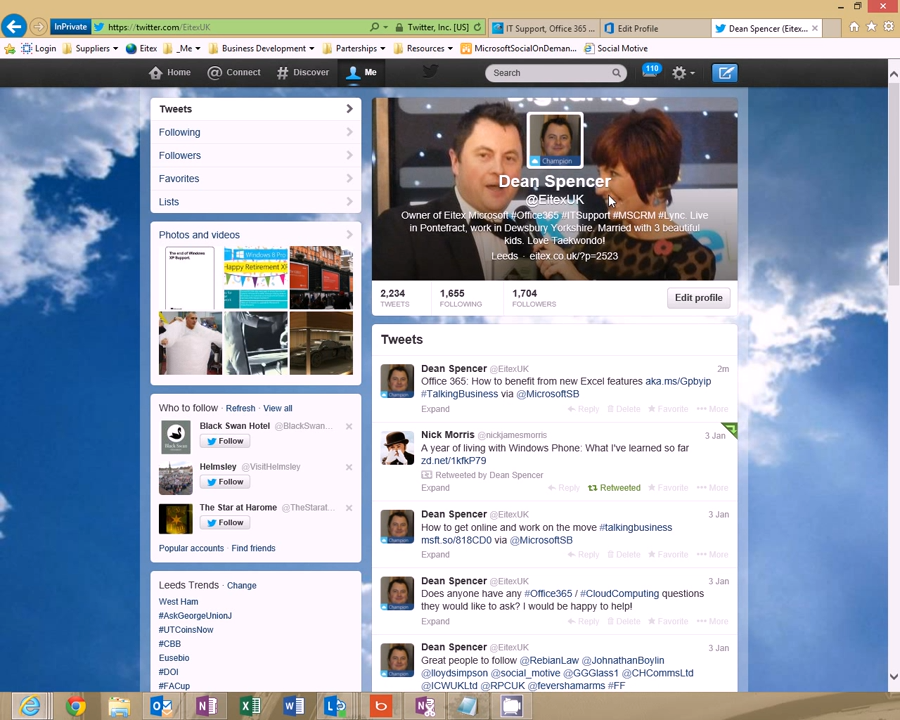 InPrivate https://twitter.com/EitexUK Twitter, Inc. [US] IT Support, Office 365 ... Edit Profile Dean Spencer (Eitex...
Login Suppliers Eitex _Me Business Development Parterships Resources MicrosoftSocialOnDeman... Social Motive
Home Connect Discover Me Search 110
Tweets
Following
Followers
Favorites
Lists
Photos and videos
The end of Windows XP Support.
Windows 8 Pro
Happy Retirement XP
Who to follow · Refresh · View all
Black Swan Hotel @BlackSwan...
Follow
Helmsley @VisitHelmsley
Follow
The Star at Harome @TheStarat...
Follow
Popular accounts · Find friends
Leeds Trends · Change
West Ham
#AskGeorgeUnionJ
#UTCoinsNow
#CBB
Eusebio
#DOI
#FACup
Champion
Dean Spencer
@EitexUK
Owner of Eitex Microsoft #Office365 #ITSupport #MSCRM #Lync. Live
in Pontefract, work in Dewsbury Yorkshire. Married with 3 beautiful
kids. Love Taekwondo!
Leeds · eitex.co.uk/?p=2523
2,234 1,655 1,704
TWEETS FOLLOWING FOLLOWERS
Edit profile
Tweets
Dean Spencer @EitexUK 2m
Office 365: How to benefit from new Excel features aka.ms/Gpbyip
#TalkingBusiness via @MicrosoftSB
Expand Reply Delete Favorite More
Nick Morris @nickjamesmorris 3 Jan
A year of living with Windows Phone: What I've learned so far
zd.net/1kfkP79
Retweeted by Dean Spencer
Expand Reply Retweeted Favorite More
Dean Spencer @EitexUK 3 Jan
How to get online and work on the move #talkingbusiness
msft.so/818CD0 via @MicrosoftSB
Expand Reply Delete Favorite More
Dean Spencer @EitexUK 3 Jan
Does anyone have any #Office365 / #CloudComputing questions
they would like to ask? I would be happy to help!
Expand Reply Delete Favorite More
Dean Spencer @EitexUK 3 Jan
Great people to follow @RebianLaw @JohnathanBoylin
@lloydsimpson @social_motive @GGGlass1 @CHCommsLtd
@ICWUKLtd @RPCUK @fevershamarms #FF